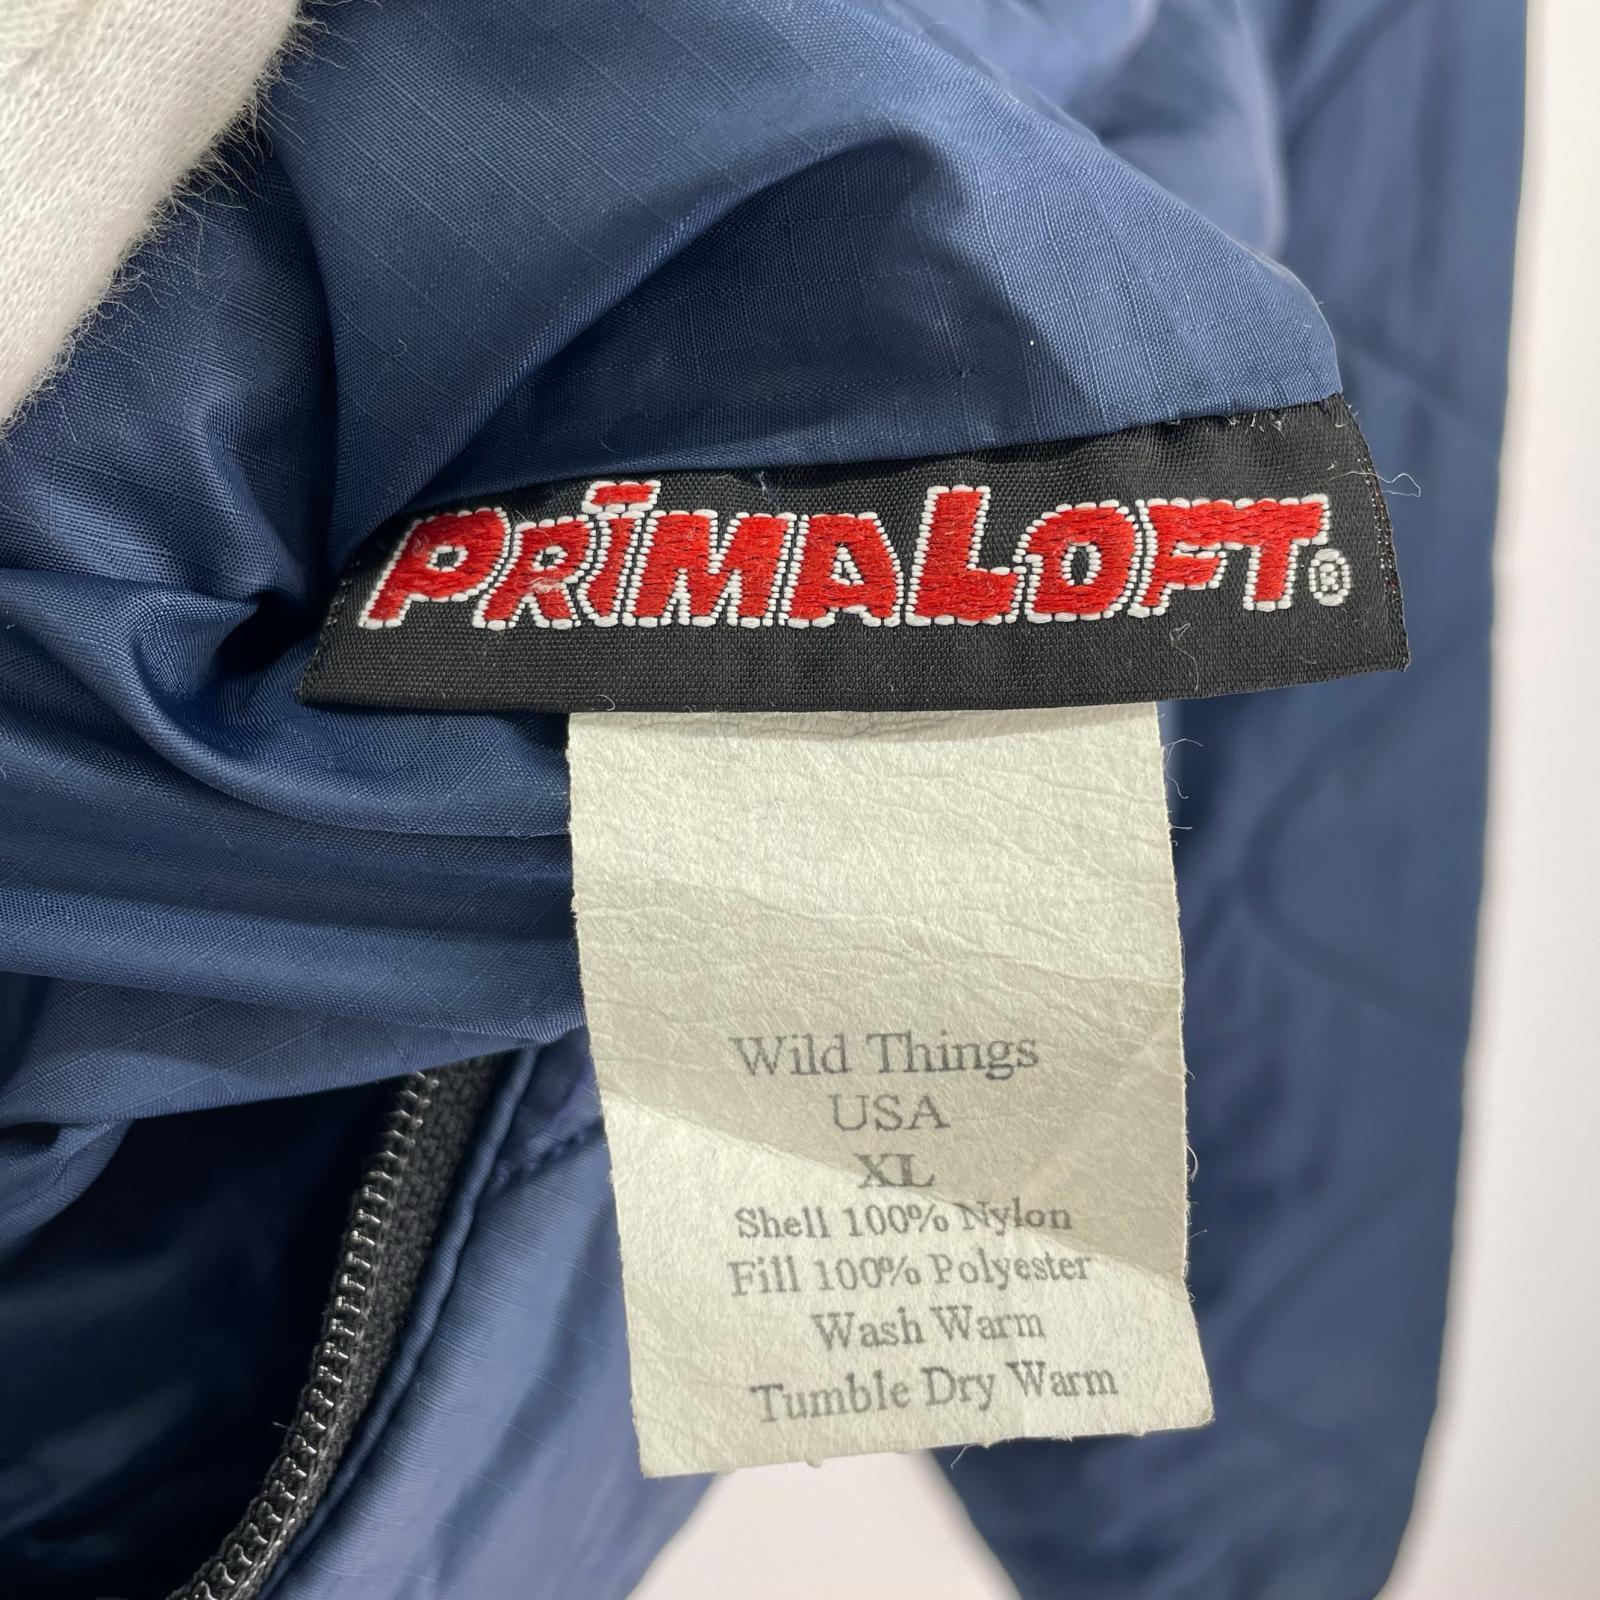 PRIMALOFT®
Wild Things
USA
XL
Shell 100% Nylon
Fill 100% Polyester
Wash Warm
Tumble Dry Warm